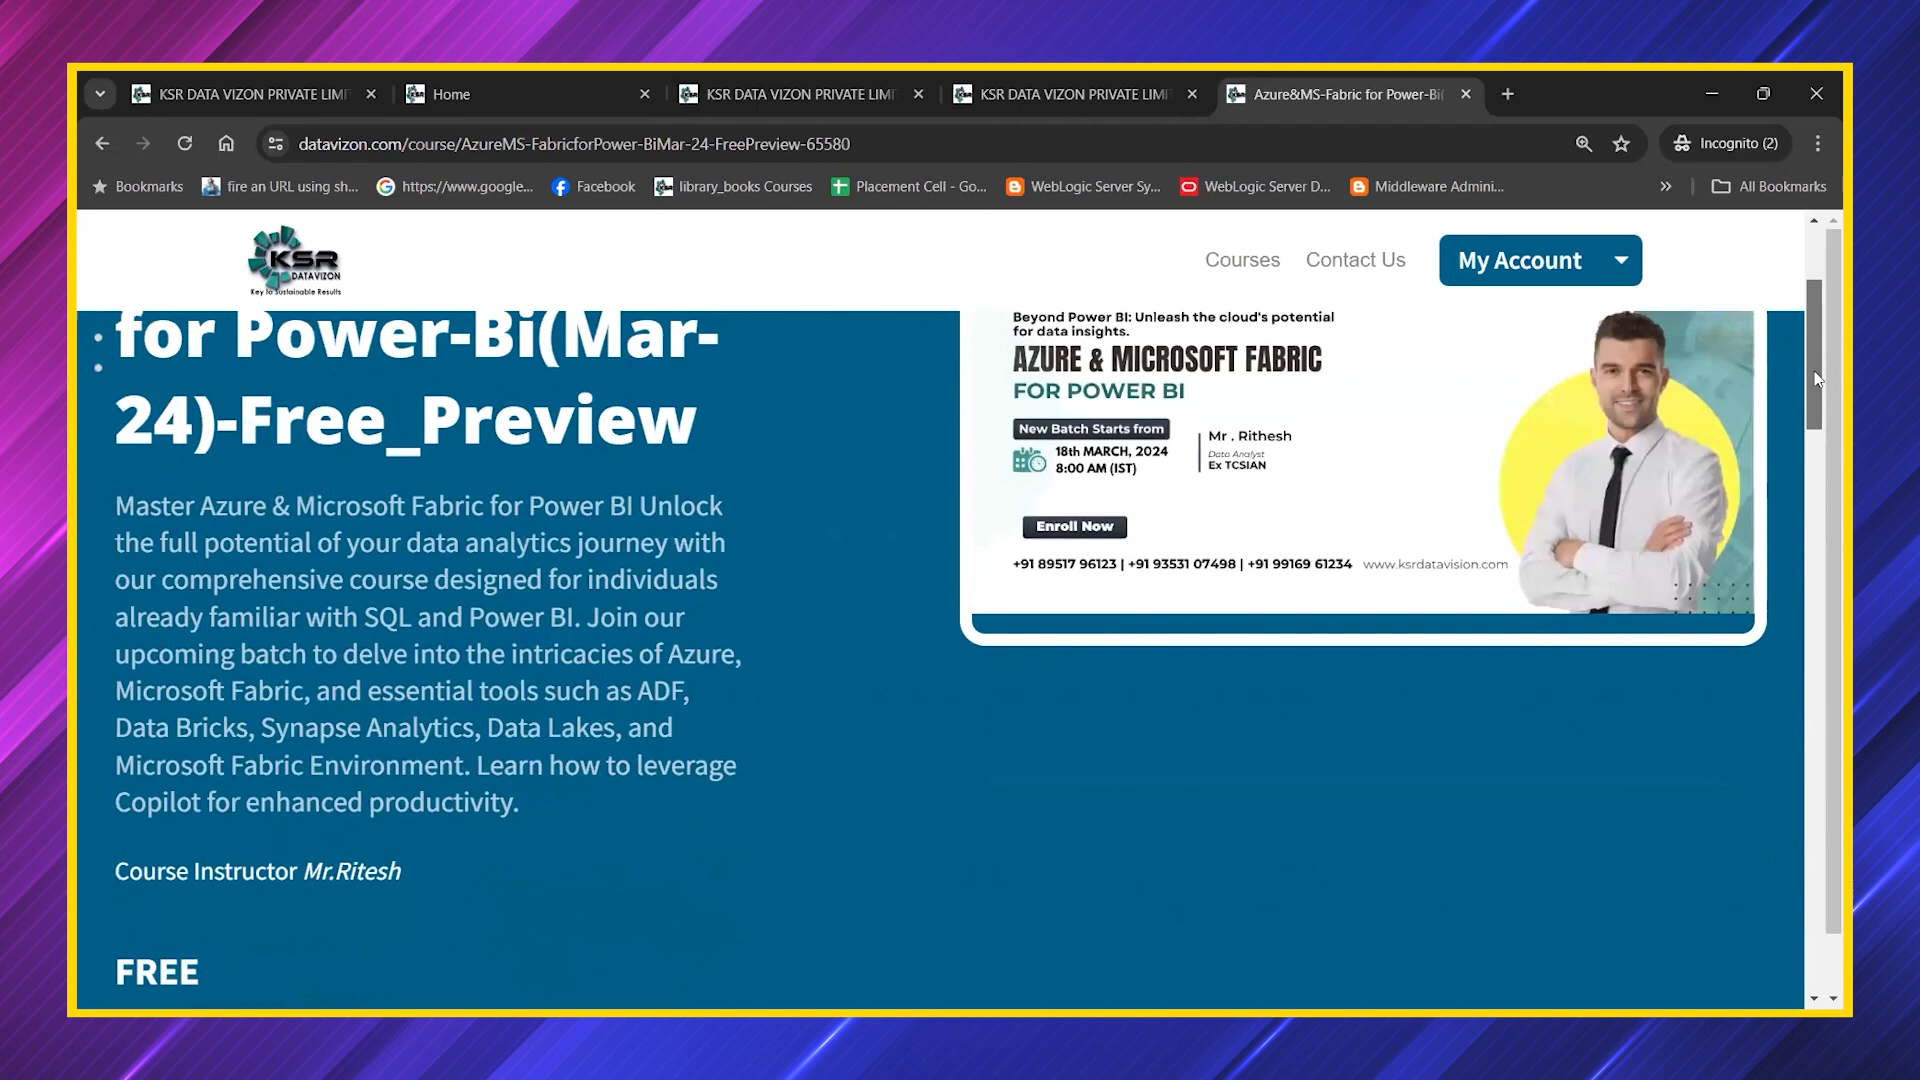 KSR DATA VIZON PRIVATE LIMI
Home
KSR DATA VIZON PRIVATE LIMI
KSR DATA VIZON PRIVATE LIMI
Azure&MS-Fabric for Power-Bi(
datavizon.com/course/AzureMS-FabricforPower-BiMar-24-FreePreview-65580
Incognito (2)
Bookmarks
fire an URL using sh...
https://www.google...
Facebook
library_books Courses
Placement Cell - Go...
WebLogic Server Sy...
WebLogic Server D...
Middleware Admini...
All Bookmarks
KSR
DATAVIZON
Key to Sustainable Results
Courses
Contact Us
My Account
for Power-Bi(Mar-
24)-Free_Preview
Master Azure & Microsoft Fabric for Power BI Unlock
the full potential of your data analytics journey with
our comprehensive course designed for individuals
already familiar with SQL and Power BI. Join our
upcoming batch to delve into the intricacies of Azure,
Microsoft Fabric, and essential tools such as ADF,
Data Bricks, Synapse Analytics, Data Lakes, and
Microsoft Fabric Environment. Learn how to leverage
Copilot for enhanced productivity.
Course Instructor Mr.Ritesh
FREE
Beyond Power BI: Unleash the cloud's potential
for data insights.
AZURE & MICROSOFT FABRIC
FOR POWER BI
New Batch Starts from
18th MARCH, 2024
8:00 AM (IST)
Mr . Rithesh
Data Analyst
Ex TCSIAN
Enroll Now
+91 89517 96123 | +91 93531 07498 | +91 99169 61234 www.ksrdatavision.com